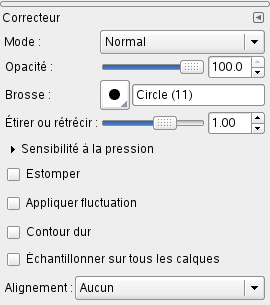 Correcteur
Mode : Normal
Opacité : 100.0
Brosse : Circle (11)
Étirer ou rétrécir : 1.00
Sensibilité à la pression
Estomper
Appliquer fluctuation
Contour dur
Échantillonner sur tous les calques
Alignement : Aucun